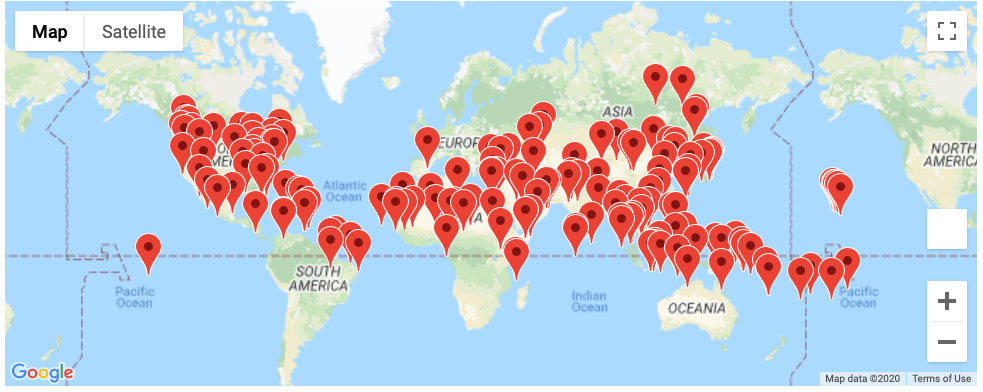 Map Satellite
ASIA
EUROP
NORTH
AMERICA
Atlantic
Ocean
SOUTH
AMERICA
Pacific
Ocean
Indian
Ocean
OCEANIA
Pacific
Ocean
Google
Map data ©2020 Terms of Use